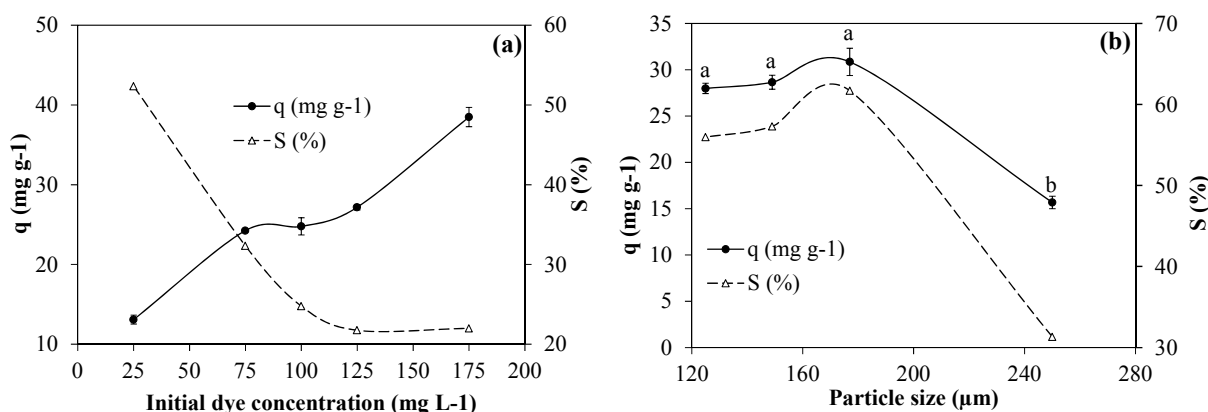 (a)
50
40
30
20
10
q (mg g-1)
60
50
40
30
20
S (%)
q (mg g-1)
S (%)
0 25 50 75 100 125 150 175 200
Initial dye concentration (mg L-1)
(b)
35
30
25
20
15
10
5
0
q (mg g-1)
70
60
50
40
30
S (%)
a a a b
q (mg g-1)
S (%)
120 160 200 240 280
Particle size (µm)